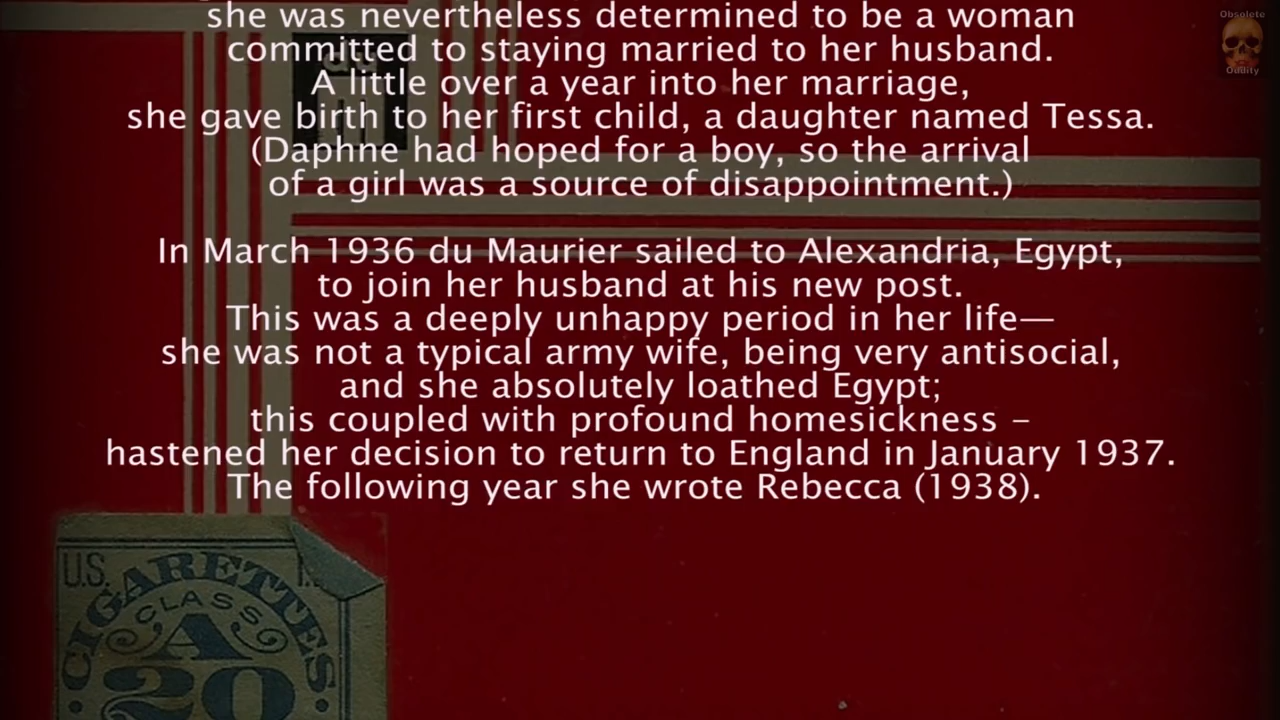 she was nevertheless determined to be a woman
committed to staying married to her husband.
A little over a year into her marriage,
she gave birth to her first child, a daughter named Tessa.
(Daphne had hoped for a boy, so the arrival
of a girl was a source of disappointment.)
In March 1936 du Maurier sailed to Alexandria, Egypt,
to join her husband at his new post.
This was a deeply unhappy period in her life—
she was not a typical army wife, being very antisocial,
and she absolutely loathed Egypt;
this coupled with profound homesickness –
hastened her decision to return to England in January 1937.
The following year she wrote Rebecca (1938).
Obsolete
Oddity
U.S.
CIGARETTES
CLASS
A
20